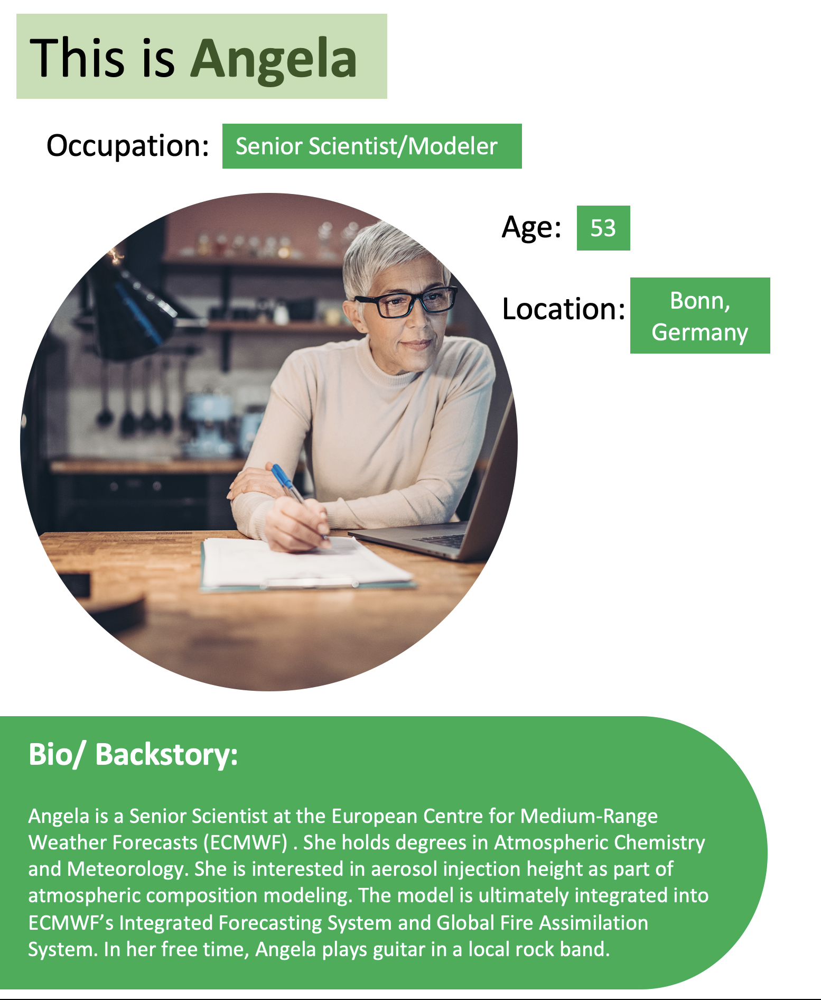 This is Angela
Occupation: Senior Scientist/Modeler
Age: 53
Location: Bonn,
Germany
Bio/ Backstory:
Angela is a Senior Scientist at the European Centre for Medium-Range
Weather Forecasts (ECMWF) . She holds degrees in Atmospheric Chemistry
and Meteorology. She is interested in aerosol injection height as part of
atmospheric composition modeling. The model is ultimately integrated into
ECMWF’s Integrated Forecasting System and Global Fire Assimilation
System. In her free time, Angela plays guitar in a local rock band.